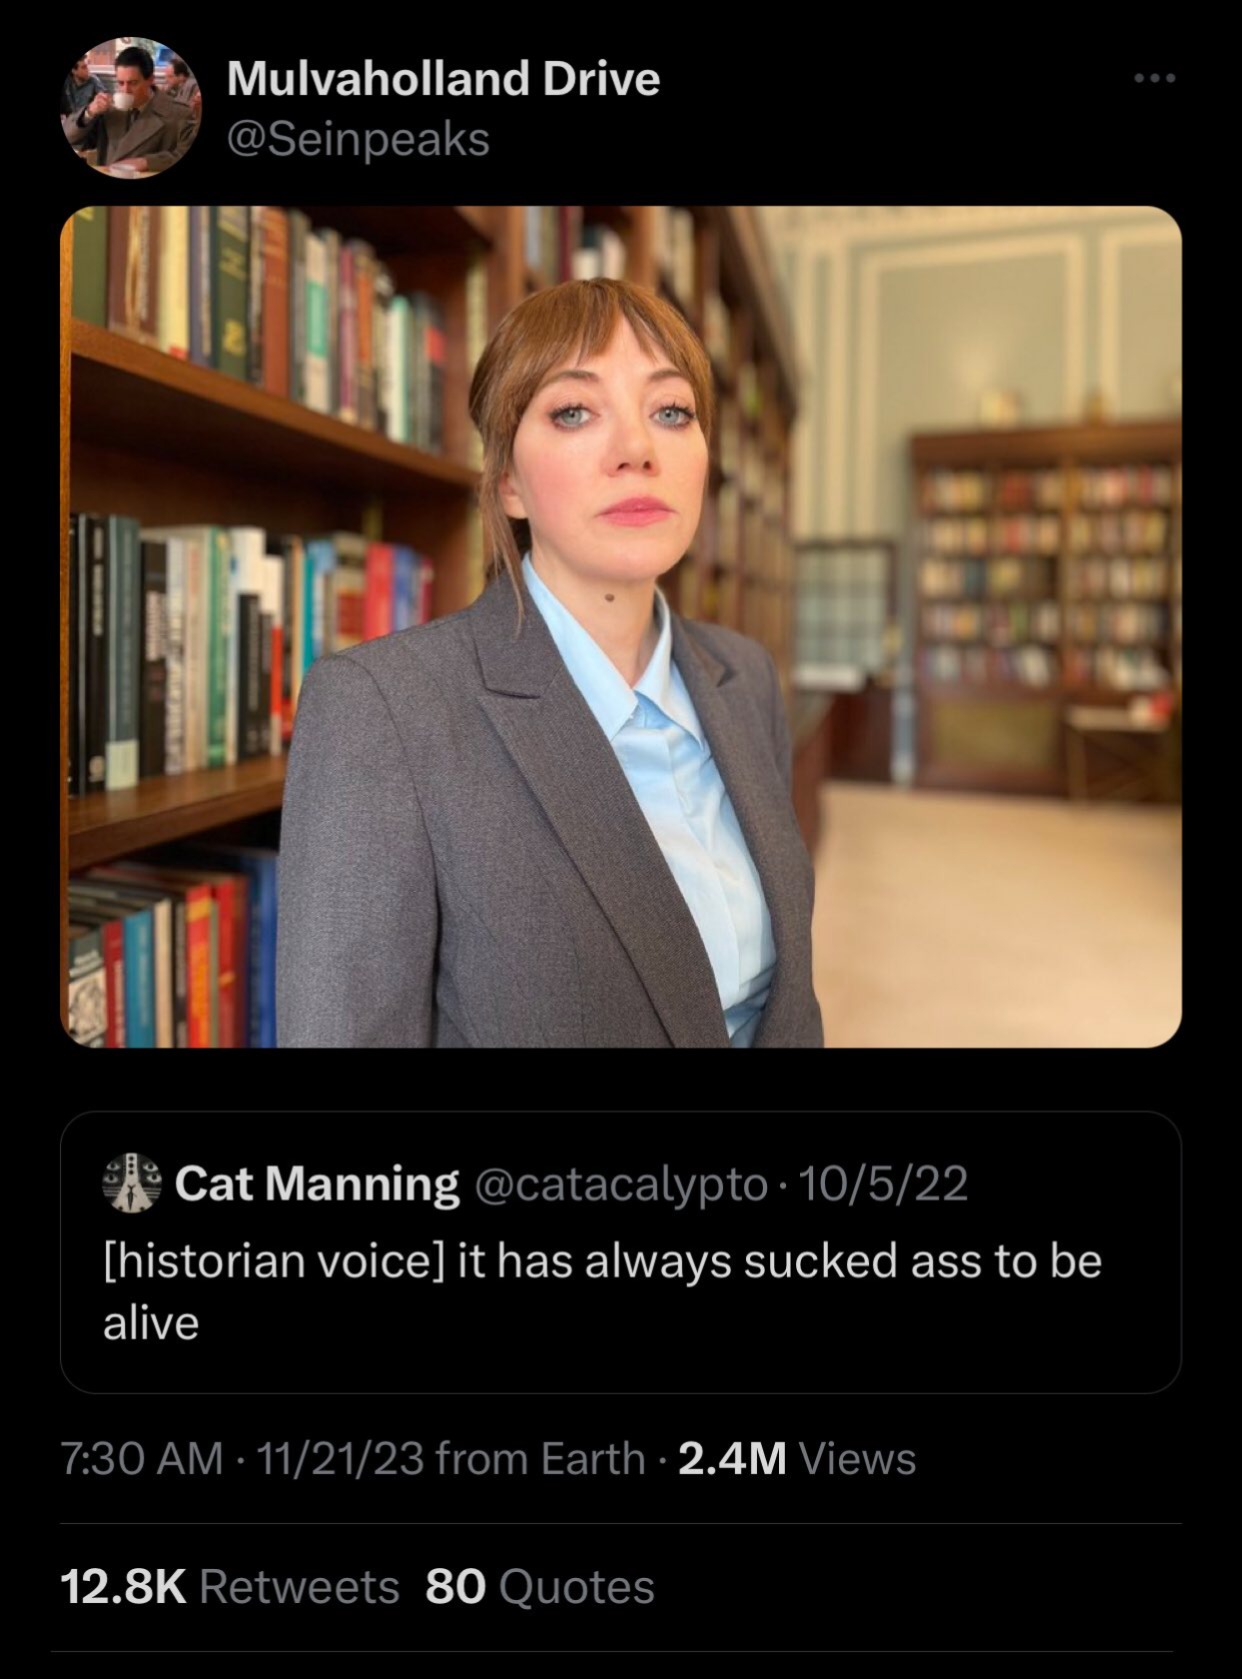 Mulvaholland Drive
@Seinpeaks
Cat Manning @catacalypto · 10/5/22
[historian voice] it has always sucked ass to be
alive
7:30 AM · 11/21/23 from Earth · 2.4M Views
12.8K Retweets 80 Quotes